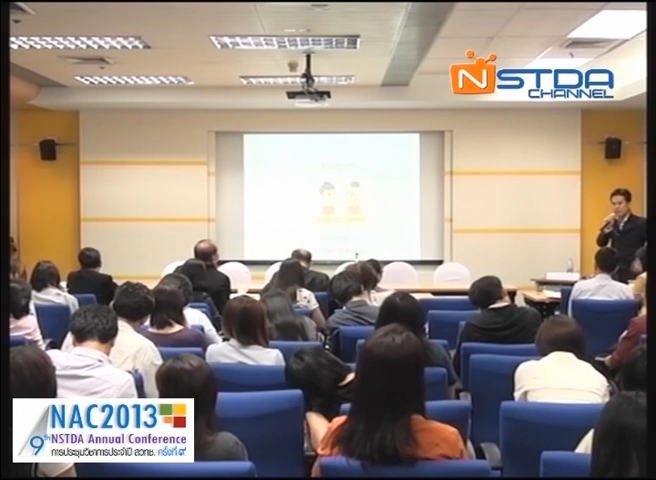 NSTDA
CHANNEL
NAC2013
9th NSTDA Annual Conference
การประชุมวิชาการประจำปี สวทช. ครั้งที่ ๙